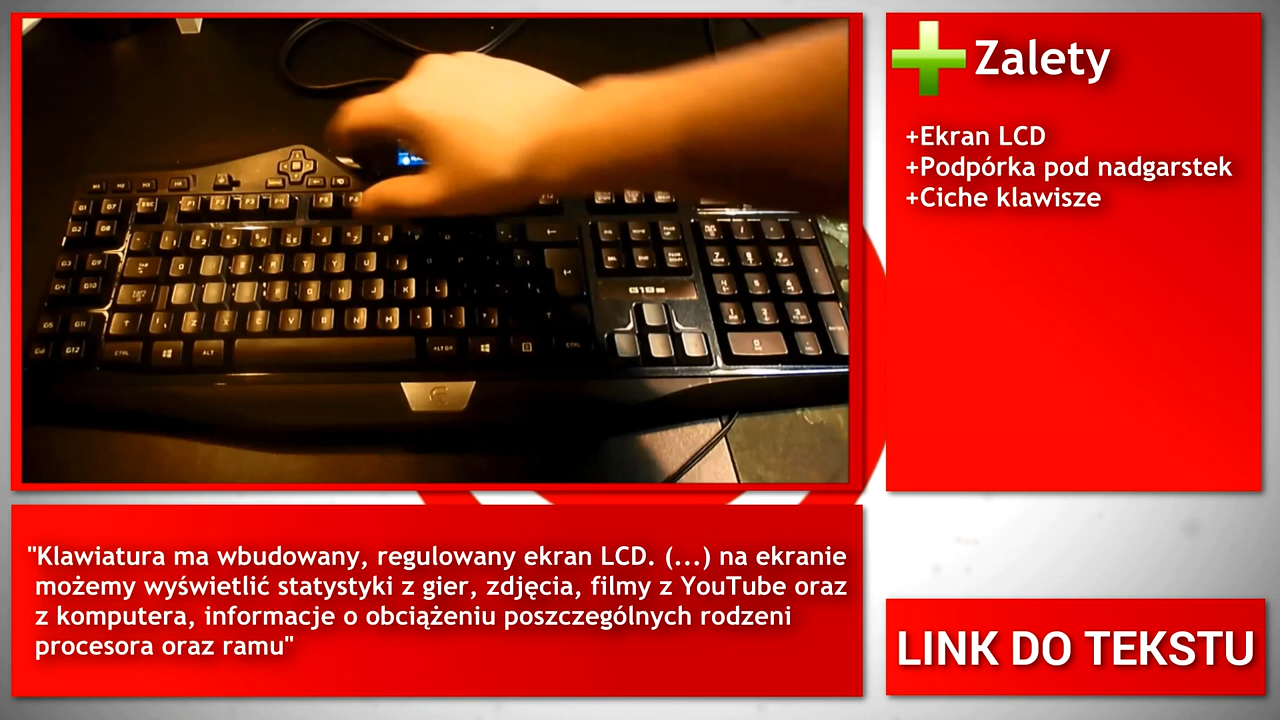 Zalety
+Ekran LCD
+Podpórka pod nadgarstek
+Ciche klawisze
"Klawiatura ma wbudowany, regulowany ekran LCD. (...) na ekranie
możemy wyświetlić statystyki z gier, zdjęcia, filmy z YouTube oraz
z komputera, informacje o obciążeniu poszczególnych rodzeni
procesora oraz ramu"
LINK DO TEKSTU